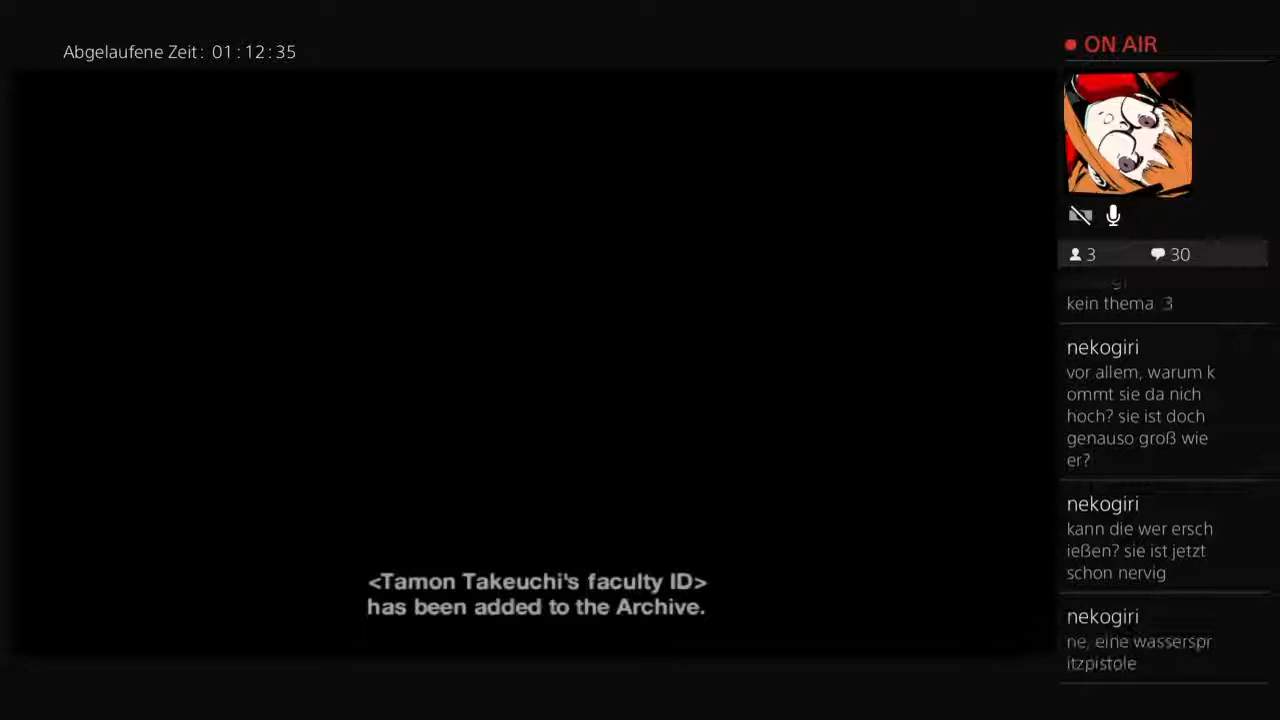 Abgelaufene Zeit: 01:12:35
ON AIR
3
30
kein thema 3
nekogiri
vor allem, warum k
ommt sie da nich
hoch? sie ist doch
genauso groß wie
er?
nekogiri
kann die wer ersch
ießen? sie ist jetzt
schon nervig
nekogiri
ne, eine wasserspr
itzpistole
<Tamon Takeuchi's faculty ID>
has been added to the Archive.